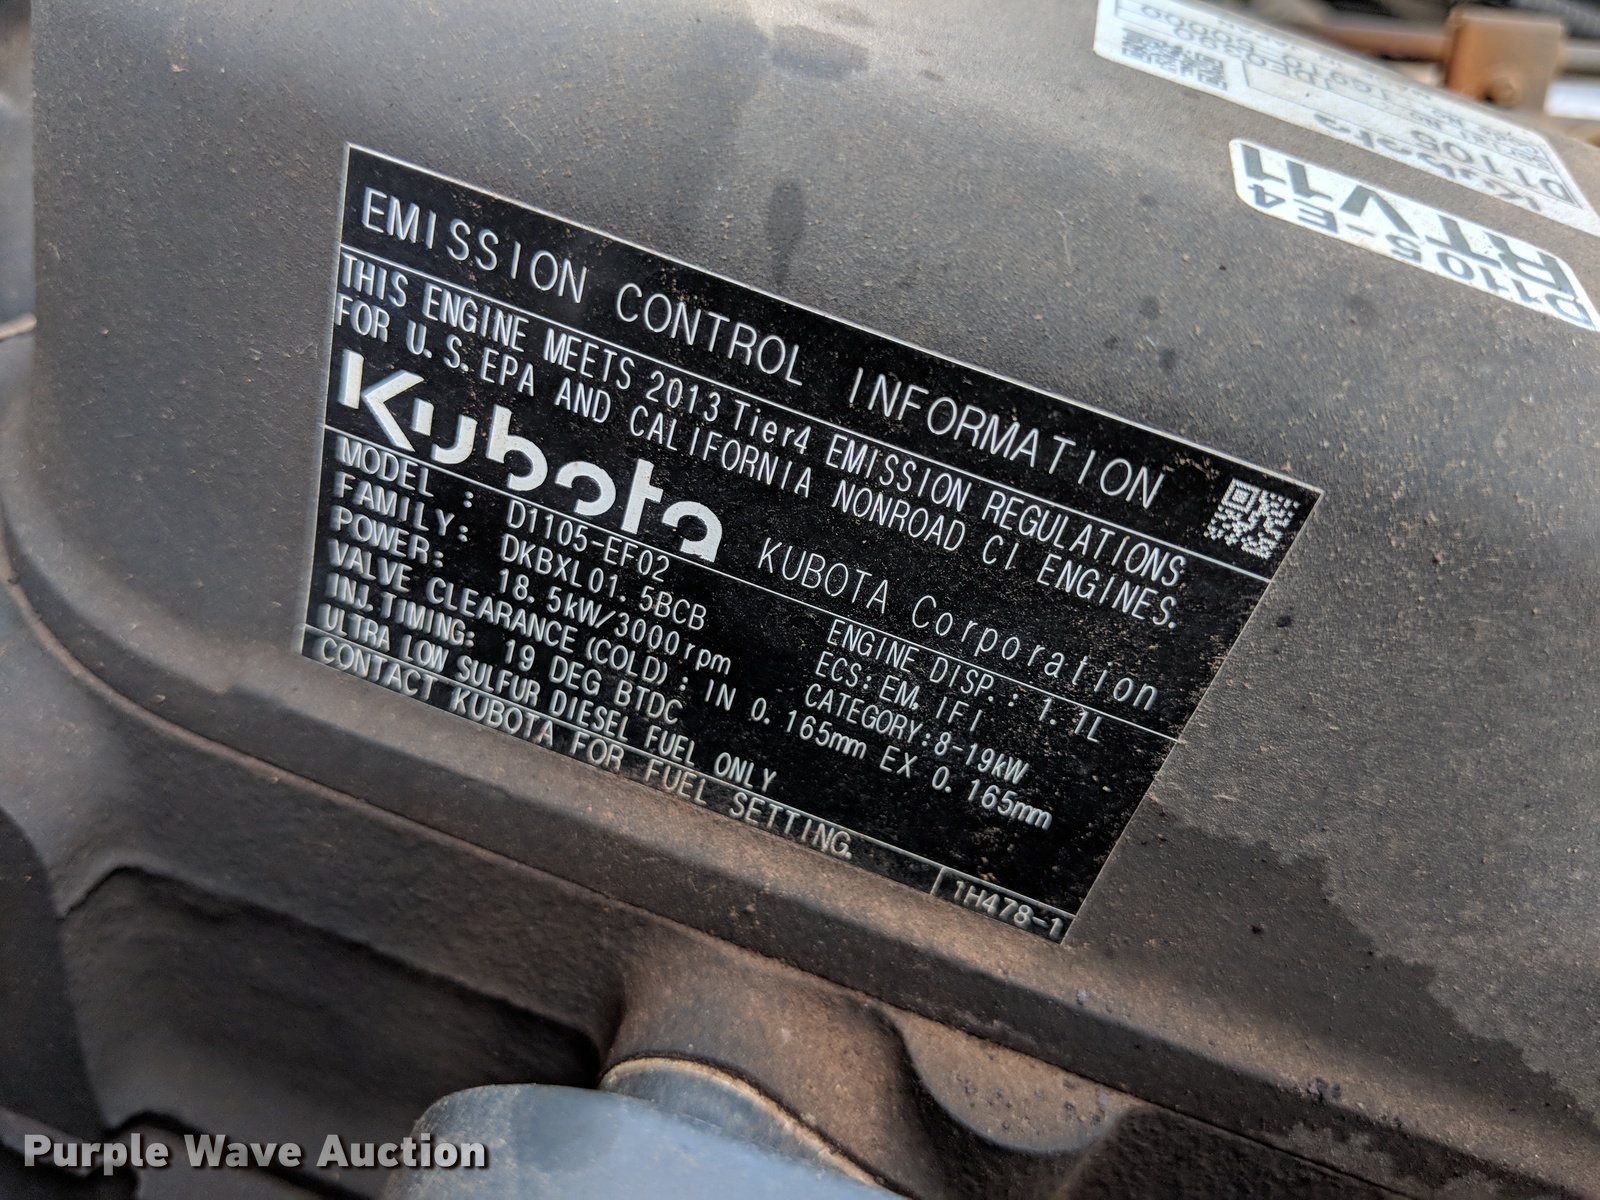 EMISSION CONTROL INFORMATION
THIS ENGINE MEETS 2013 Tier4 EMISSION REGULATIONS
FOR U.S. EPA AND CALIFORNIA NONROAD CI ENGINES.
Kubota KUBOTA Corporation
MODEL : D1105-EF02 ENGINE DISP.: 1.1L
FAMILY: DKBXL01.5BCB ECS: EM, IFI
POWER: 18.5kW/3000rpm CATEGORY:8-19kW
VALVE CLEARANCE (COLD): IN 0.165mm EX 0.165mm
INJ.TIMING: 19 DEG BTDC
ULTRA LOW SULFUR DIESEL FUEL ONLY
CONTACT KUBOTA FOR FUEL SETTING.
1H478-1
D1105-E4
RTV11
D1105
Purple Wave Auction